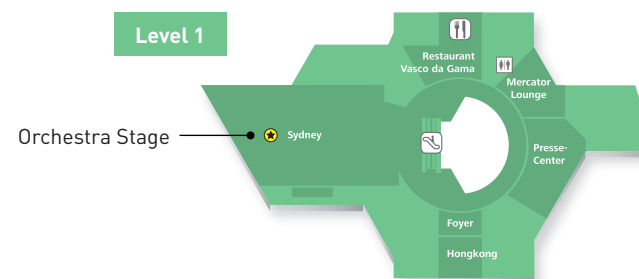 Level 1
Restaurant
Vasco da Gama
Mercator
Lounge
Orchestra Stage
Sydney
Presse-
Center
Foyer
Hongkong